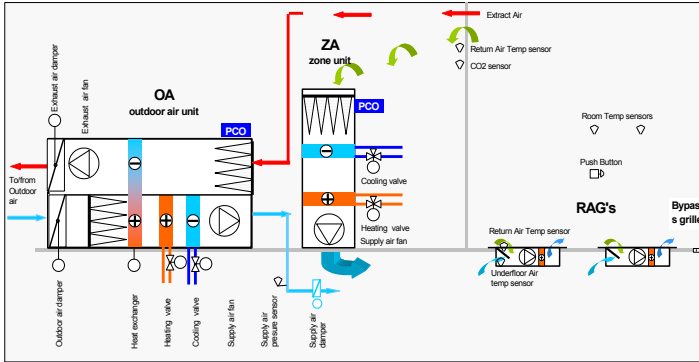 Extract Air
ZA
zone unit
Return Air Temp sensor
CO2 sensor
Exhaust air damper
Exhaust air fan
OA
outdoor air unit
PCO
PCO
Room Temp sensors
Cooling valve
Push Button
To/from
Outdoor
air
RAG's
Bypas
s grille
Heating valve
Supply air fan
Return Air Temp sensor
Underfloor Air
temp sensor
Outdoor air damper
Heat exchanger
Heating valve
Cooling valve
Supply air fan
Supply air
presure sensor
Supply air
damper